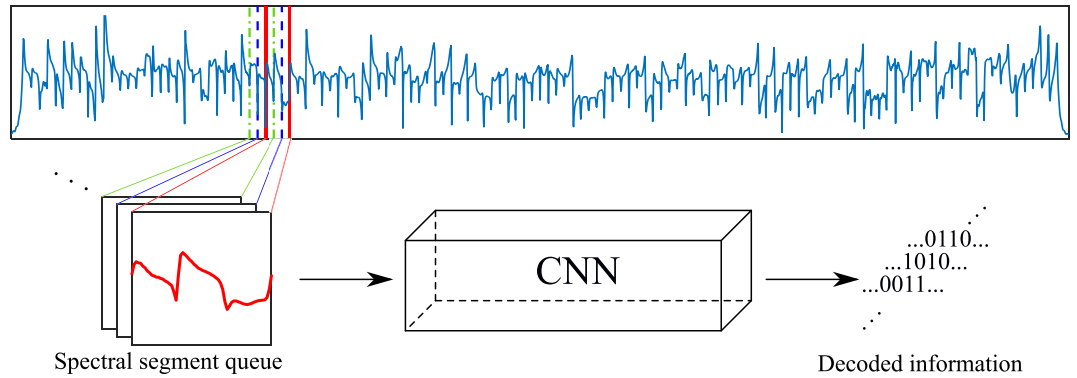 CNN
...0110...
...1010...
...0011...
Spectral segment queue
Decoded information